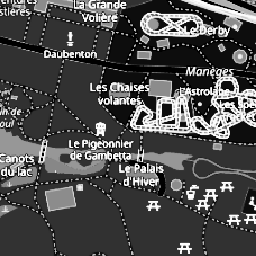 La Grande
Volière
Daubenton
Le Derby
Manèges
Les Chaises
volantes
Astrola
Le Pigeonnier
de Gambetta
Canots
du lac
Le Palais
d'Hiver